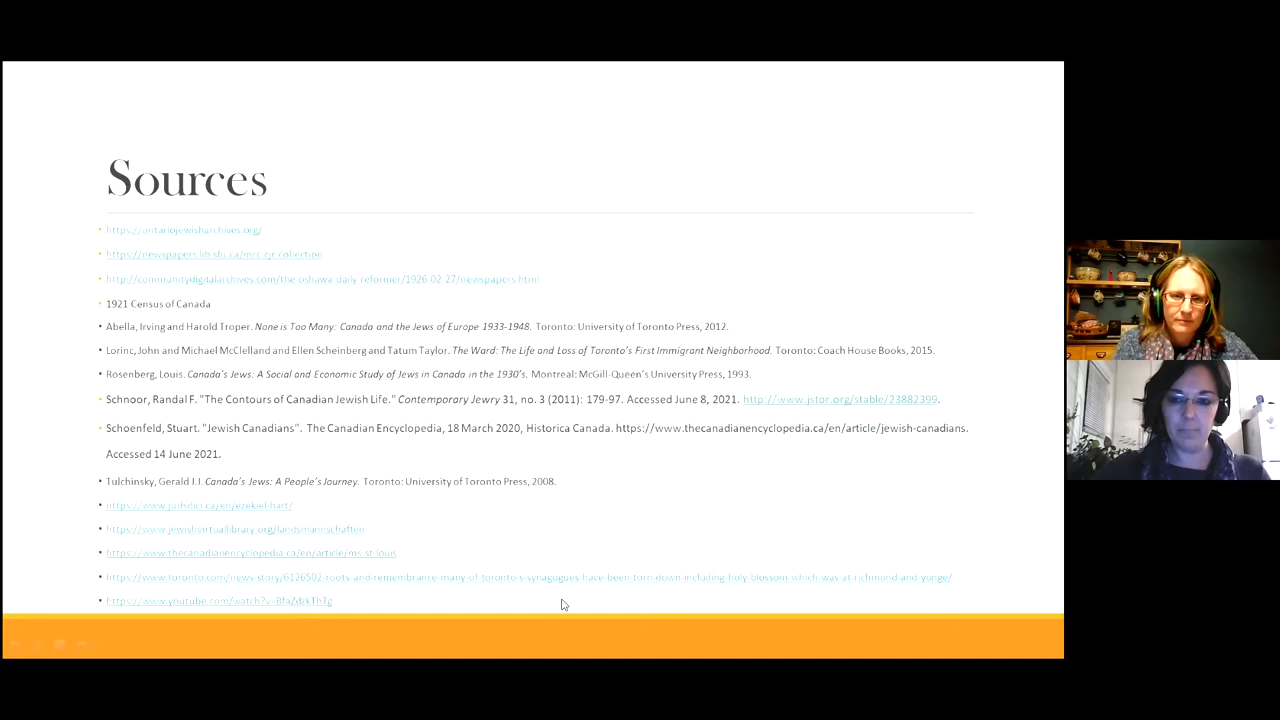 Sources
https://ontariojewisharchives.org/
https://newspapers.lib.sfu.ca/mcc-cjr-collection
http://communitydigitalarchives.com/the-oshawa-daily-reformer/1926-02-27/newspapers.html
1921 Census of Canada
Abella, Irving and Harold Troper. None is Too Many: Canada and the Jews of Europe 1933-1948. Toronto: University of Toronto Press, 2012.
Lorinc, John and Michael McClelland and Ellen Scheinberg and Tatum Taylor. The Ward: The Life and Loss of Toronto's First Immigrant Neighborhood. Toronto: Coach House Books, 2015.
Rosenberg, Louis. Canada's Jews: A Social and Economic Study of Jews in Canada in the 1930's. Montreal: McGill-Queen's University Press, 1993.
Schnoor, Randal F. "The Contours of Canadian Jewish Life." Contemporary Jewry 31, no. 3 (2011): 179-97. Accessed June 8, 2021. http://www.jstor.org/stable/23882399.
Schoenfeld, Stuart. "Jewish Canadians". The Canadian Encyclopedia, 18 March 2020, Historica Canada. https://www.thecanadianencyclopedia.ca/en/article/jewish-canadians.
Accessed 14 June 2021.
Tulchinsky, Gerald J.J. Canada's Jews: A People's Journey. Toronto: University of Toronto Press, 2008.
https://www.jewishvirtuallibrary.org/landsmannschaften
https://www.thecanadianencyclopedia.ca/en/article/ms-st-louis
https://www.toronto.com/news-story/6126502-roots-and-remembrance-many-of-toronto-s-synagogues-have-been-torn-down-including-holy-blossom-which-was-at-richmond-and-yonge/